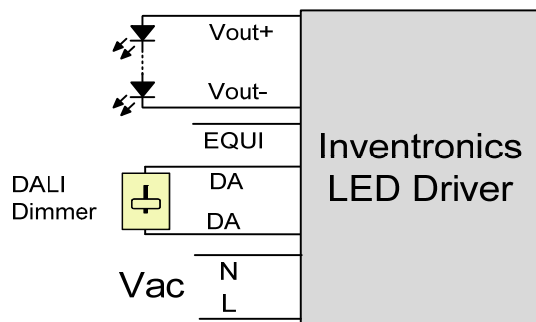 Vout+
Vout-
EQUI
DALI
Dimmer
DA
DA
Vac
N
L
Inventronics
LED Driver